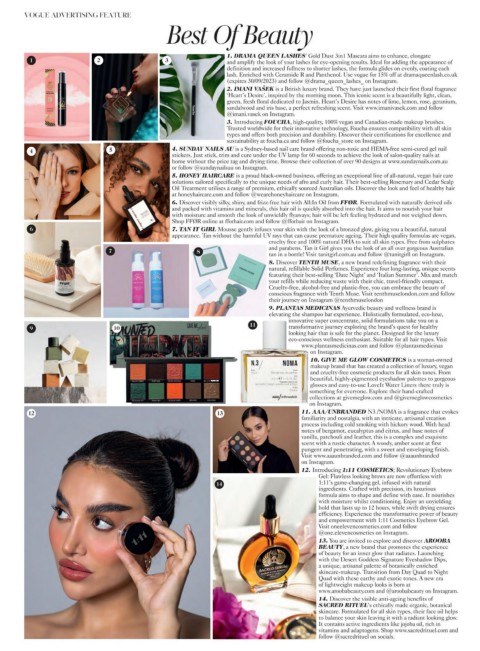 VOGUE ADVERTISING FEATURE
Best Of Beauty
1. DRAMA QUEEN LASHES' Gold Dust 5in1 Mascara aims to enhance, elongate
and amplify the look of your lashes for eye-opening results. Ideal for adding the appearance of
definition and increased fullness to shorter lashes, the formula glides on evenly, coating each
lash. Enriched with Ceramide R and Panthenol. Use vogue for 15% off at dramaqueenlash.co.uk
(expires 30/09/2023) and follow @drama_queen_lashes_ on Instagram.
2. IMANI VAŠEK is a British luxury brand. They have just launched their first floral fragrance
'Heart's Desire', inspired by the morning moon. This iconic scent is a beautifully light, clean,
green, fresh floral dedicated to Jasmin. Heart's Desire has notes of lime, lemon, rose, geranium,
sandalwood and iris base, a perfect refreshing scent. Visit www.imanivasek.com and follow
@imani.vasek on Instagram.
3. Introducing FOUCHA, high-quality, 100% vegan and Canadian-made makeup brushes.
Trusted worldwide for their innovative technology, Foucha ensures compatibility with all skin
types and offers both precision and durability. Discover their certifications for excellence and
sustainability at foucha.ca and follow @foucha_store on Instagram.
4. SUNDAY NAILS AU is a Sydney-based nail care brand offering non-toxic and HEMA-free semi-cured gel nail
stickers. Just stick, trim and cure under the UV lamp for 60 seconds to achieve the look of salon-quality nails at
home without the price tag and drying time. Browse their collection of over 90 designs at www.sundaynails.com.au
or follow @sundaynailsau on Instagram.
5. HONEY HAIRCARE is a proud black-owned business, offering an exceptional line of all-natural, vegan hair care
solutions tailored specifically to the unique needs of afro and curly hair. Their best-selling Rosemary and Cedar Scalp
Oil Treatment utilises a range of premium, ethically sourced Australian oils. Discover the look and feel of healthy hair
at honeyhaircare.com and follow @wearehoneyhaircare on Instagram.
6. Discover visibly silky, shiny, and frizz-free hair with All:In Oil from FFØR. Formulated with naturally derived oils
and packed with vitamins and minerals, this hair oil is quickly absorbed into the hair. It aims to nourish your hair
with moisture and smooth the look of unwieldy flyaways; hair will be left feeling hydrated and not weighed down.
Shop FFØR online at fforhair.com and follow @fforhair on Instagram.
7. TAN IT GIRL Mousse gently infuses your skin with the look of a bronzed glow, giving you a beautiful, natural
appearance. Tan without the harmful UV rays that can cause premature ageing. Their high quality formulas are vegan,
cruelty free and 100% natural DHA to suit all skin types. Free from sulphates
and parabens. Tan it Girl gives you the look of an all over gorgeous Australian
tan in a bottle! Visit tanitgirl.com.au and follow @tanitgirll on Instagram.
8. Discover TENTH MUSE, a new brand redefining fragrance with their
natural, refillable Solid Perfumes. Experience four long-lasting, unique scents
featuring their best-selling 'Date Night' and 'Italian Summer'. Mix and match
your refills while reducing waste with their chic, travel-friendly compact.
Cruelty-free, alcohol-free and plastic-free, you can embrace the beauty of
conscious fragrance with Tenth Muse. Visit tenthmuselondon.com and follow
their journey on Instagram @tenthmuselondon
9. PLANTAS MEDICINAS Ayurvedic beauty and wellness brand is
elevating the shampoo bar experience. Holistically formulated, eco-luxe,
innovative super concentrate, solid formulations take you on a
transformative journey exploring the brand's quest for healthy
looking hair that is safe for the planet. Designed for the luxury
eco-conscious wellness enthusiast. Suitable for all hair types. Visit
www.plantasmedicinas.com and follow @plantasmedicinas
on Instagram.
10. GIVE ME GLOW COSMETICS is a woman-owned
makeup brand that has created a collection of luxury, vegan
and cruelty-free cosmetic products for all skin tones. From
beautiful, highly-pigmented eyeshadow palettes to gorgeous
glosses and easy-to-use Lovely Water Liners there truly is
something for everyone. Explore their hand-crafted
collections at givemeglow.com and @givemeglowcosmetics
on Instagram.
11. AAA/UNBRANDED N3/NOMA is a fragrance that evokes
familiarity and nostalgia, with an intricate, artisanal creation
process including cold smoking with hickory wood. With head
notes of bergamot, eucalyptus and citrus, and base notes of
vanilla, patchouli and leather, this is a complex and exquisite
scent with a rustic character. A woody, amber scent at first
pungent and penetrating, with a sweet and enveloping finish.
Visit www.aaaunbranded.com and follow @aaaunbranded
on Instagram.
12. Introducing 1:11 COSMETICS; Revolutionary Eyebrow
Gel: Flawless looking brows are now effortless with
1:11's game-changing gel, infused with natural
ingredients. Crafted with precision, its luxurious
formula aims to shape and define with ease. It nourishes
with moisture whilst conditioning. Enjoy an unyielding
hold that lasts up to 12 hours, while swift drying ensures
efficiency. Experience the transformative power of beauty
and empowerment with 1:11 Cosmetics Eyebrow Gel.
Visit oneelevencosmetics.com and follow
@one.elevencosmetics on Instagram.
13. You are invited to explore and discover AROOBA
BEAUTY, a new brand that promotes the experience
of beauty for an inner glow that radiates. Launching
with the Desert Goddess Signature Eyeshadow Dips,
a unique, artisanal palette of botanically enriched
skincare-makeup. Transition from Day Quad to Night
Quad with these earthy and exotic tones. A new era
of lightweight makeup looks is born at
www.aroobabeauty.com and @aroobabeauty on Instagram.
14. Discover the visible anti-ageing benefits of
SACRED RITUEL's ethically made organic, botanical
skincare. Formulated for all skin types, their face oil helps
to balance your skin leaving it with a radiant looking glow.
It contains active ingredients like jojoba oil, rich in
vitamins and adaptogens. Shop www.sacredrituel.com and
follow @sacredrituel on socials.
1
2
3
4
5
6
7
8
9
10
11
12
13
14
HAUNTED
N.3
NOMA